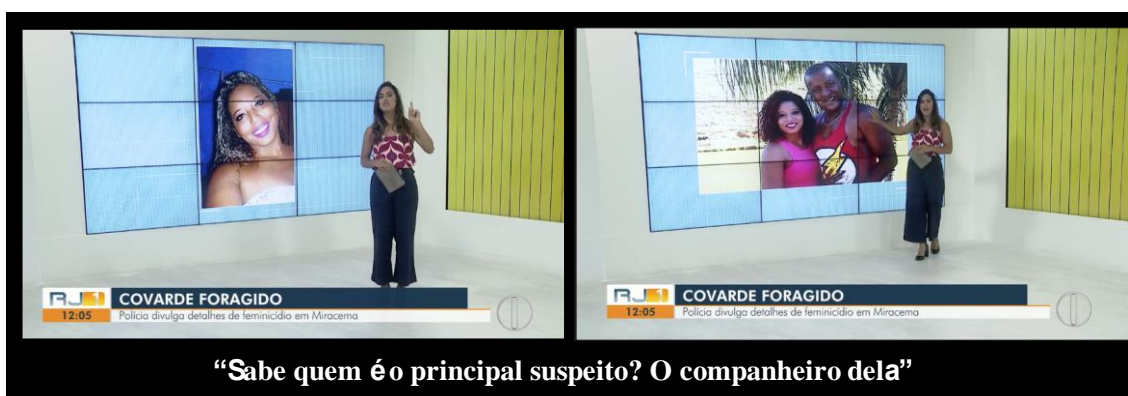 RJ1
COVARDE FORAGIDO
12:05
Polícia divulga detalhes de feminicídio em Miracema
RJ1
COVARDE FORAGIDO
12:05
Polícia divulga detalhes de feminicídio em Miracema
“Sabe quem é o principal suspeito? O companheiro dela”